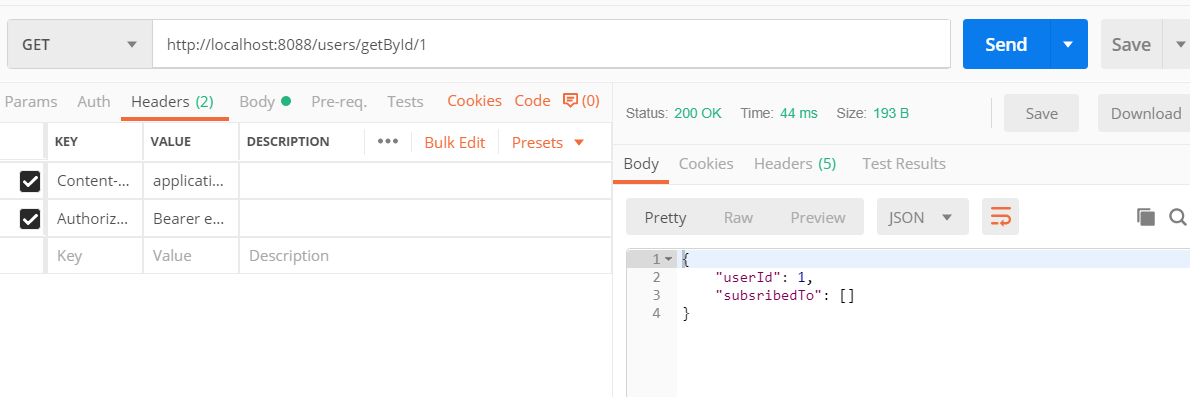 GET http://localhost:8088/users/getById/1 Send Save
Params Auth Headers (2) Body Pre-req. Tests Cookies Code (0)
KEY VALUE DESCRIPTION ••• Bulk Edit Presets
Content-... applicati...
Authoriz... Bearer e...
Key Value Description
Status: 200 OK Time: 44 ms Size: 193 B Save Download
Body Cookies Headers (5) Test Results
Pretty Raw Preview JSON
1 {
2 "userId": 1,
3 "subsribedTo": []
4 }